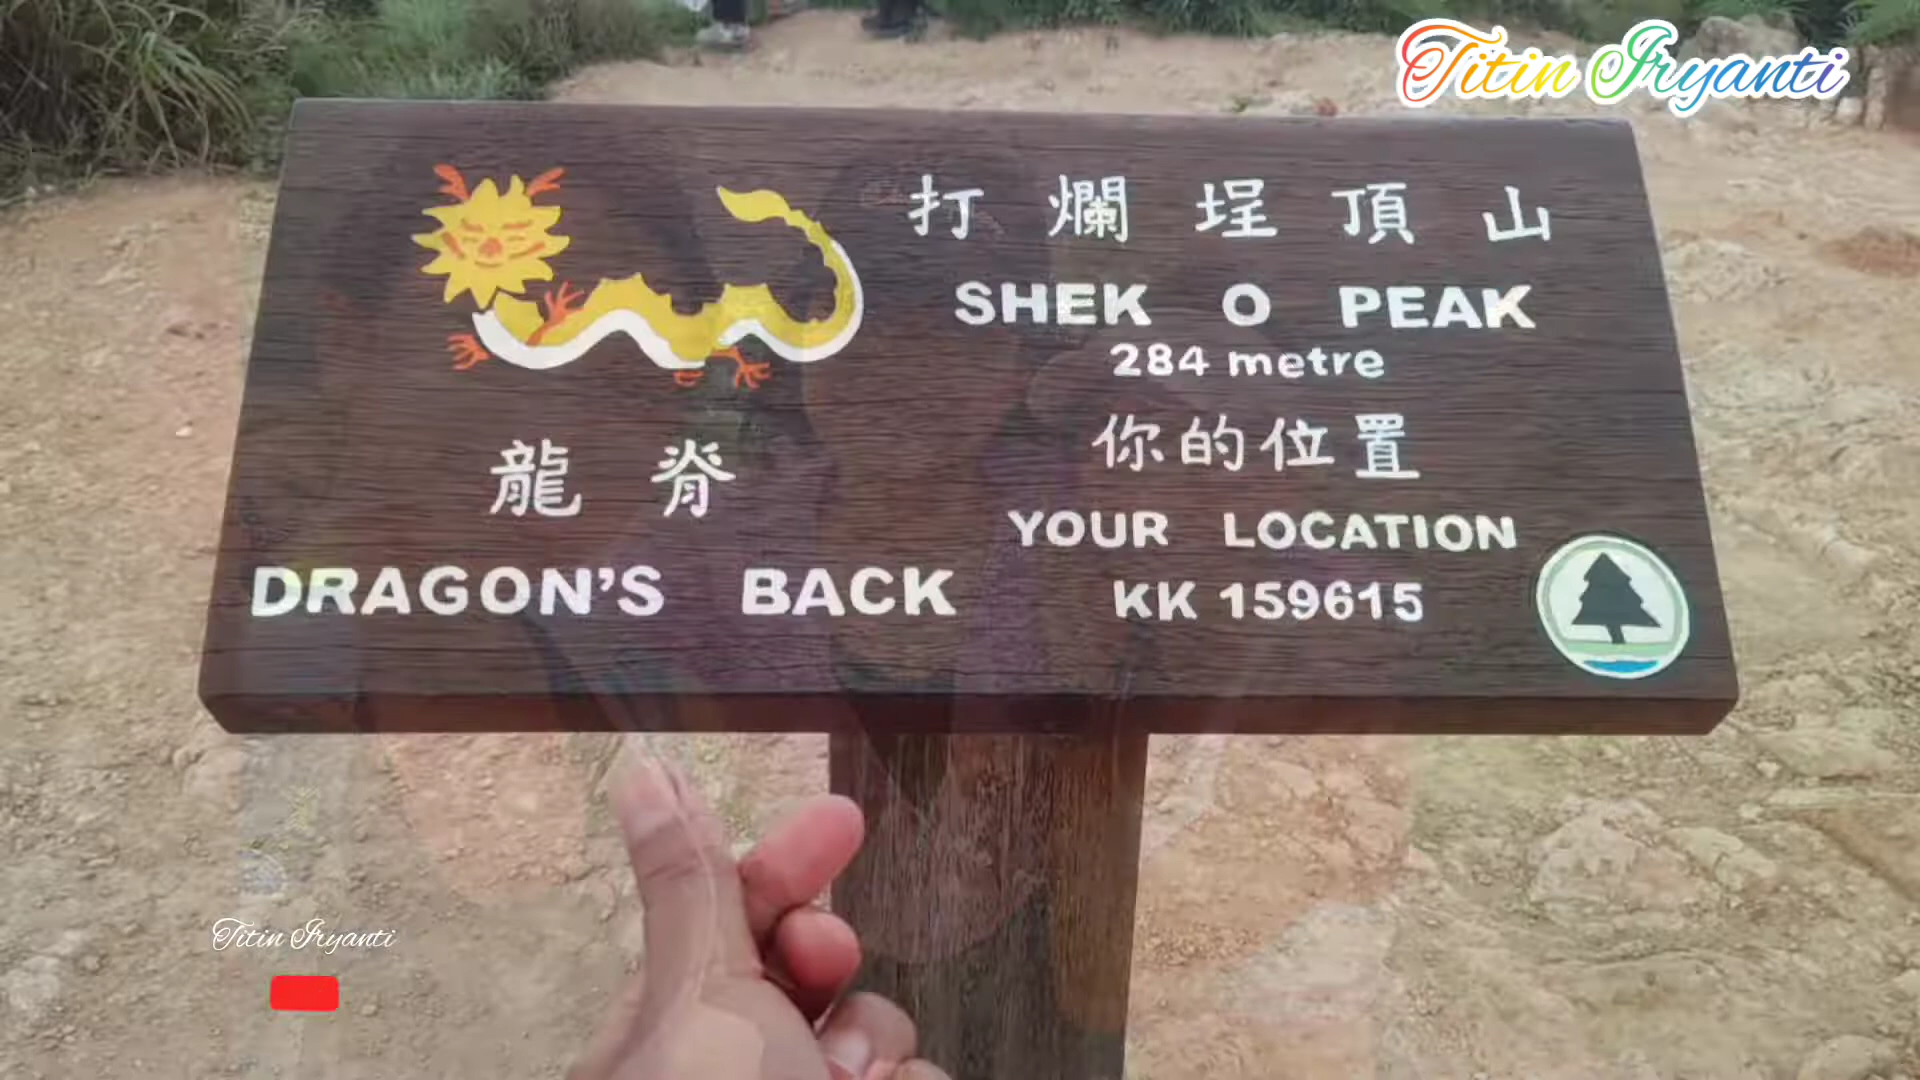 Titin Iryanti
打爛埕頂山
SHEK O PEAK
284 metre
你的位置
YOUR LOCATION
KK 159615
龍脊
DRAGON'S BACK
Titin Iryanti